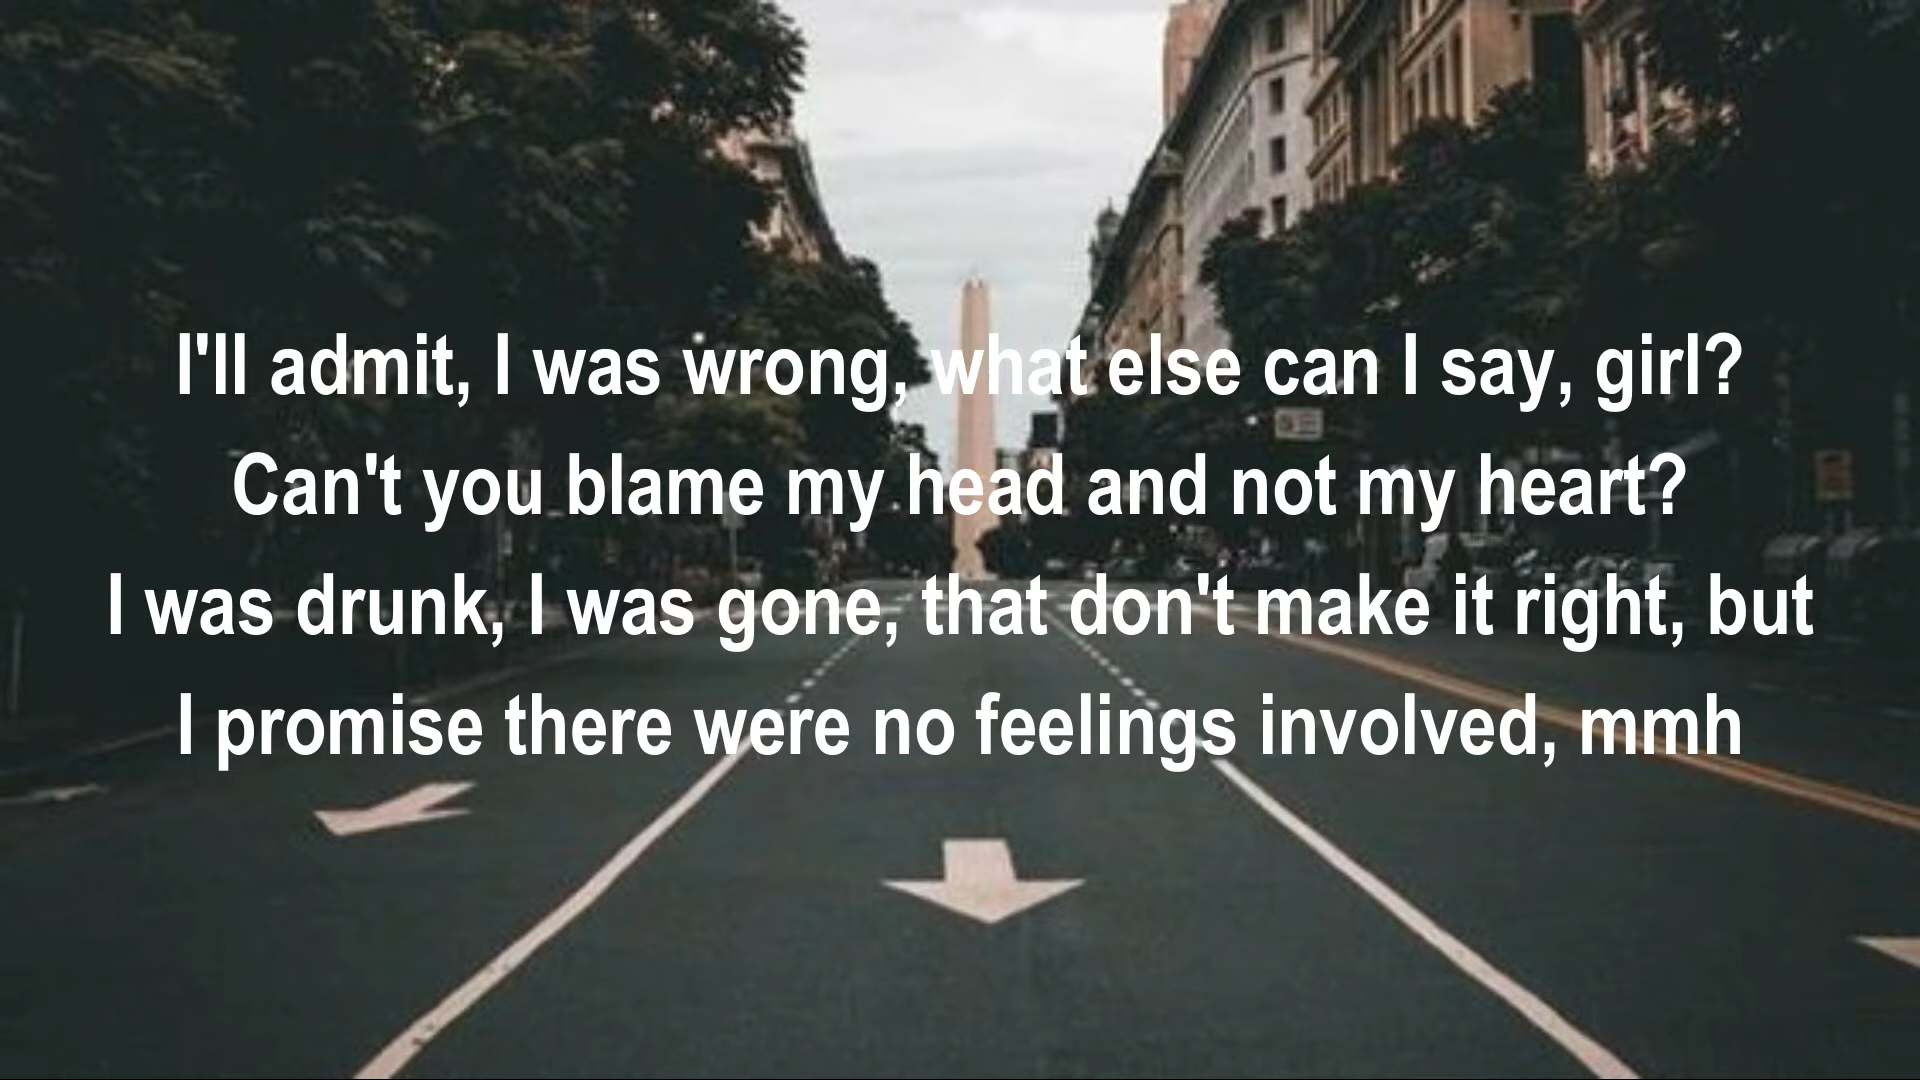 I'll admit, I was wrong, what else can I say, girl?
Can't you blame my head and not my heart?
I was drunk, I was gone, that don't make it right, but
I promise there were no feelings involved, mmh